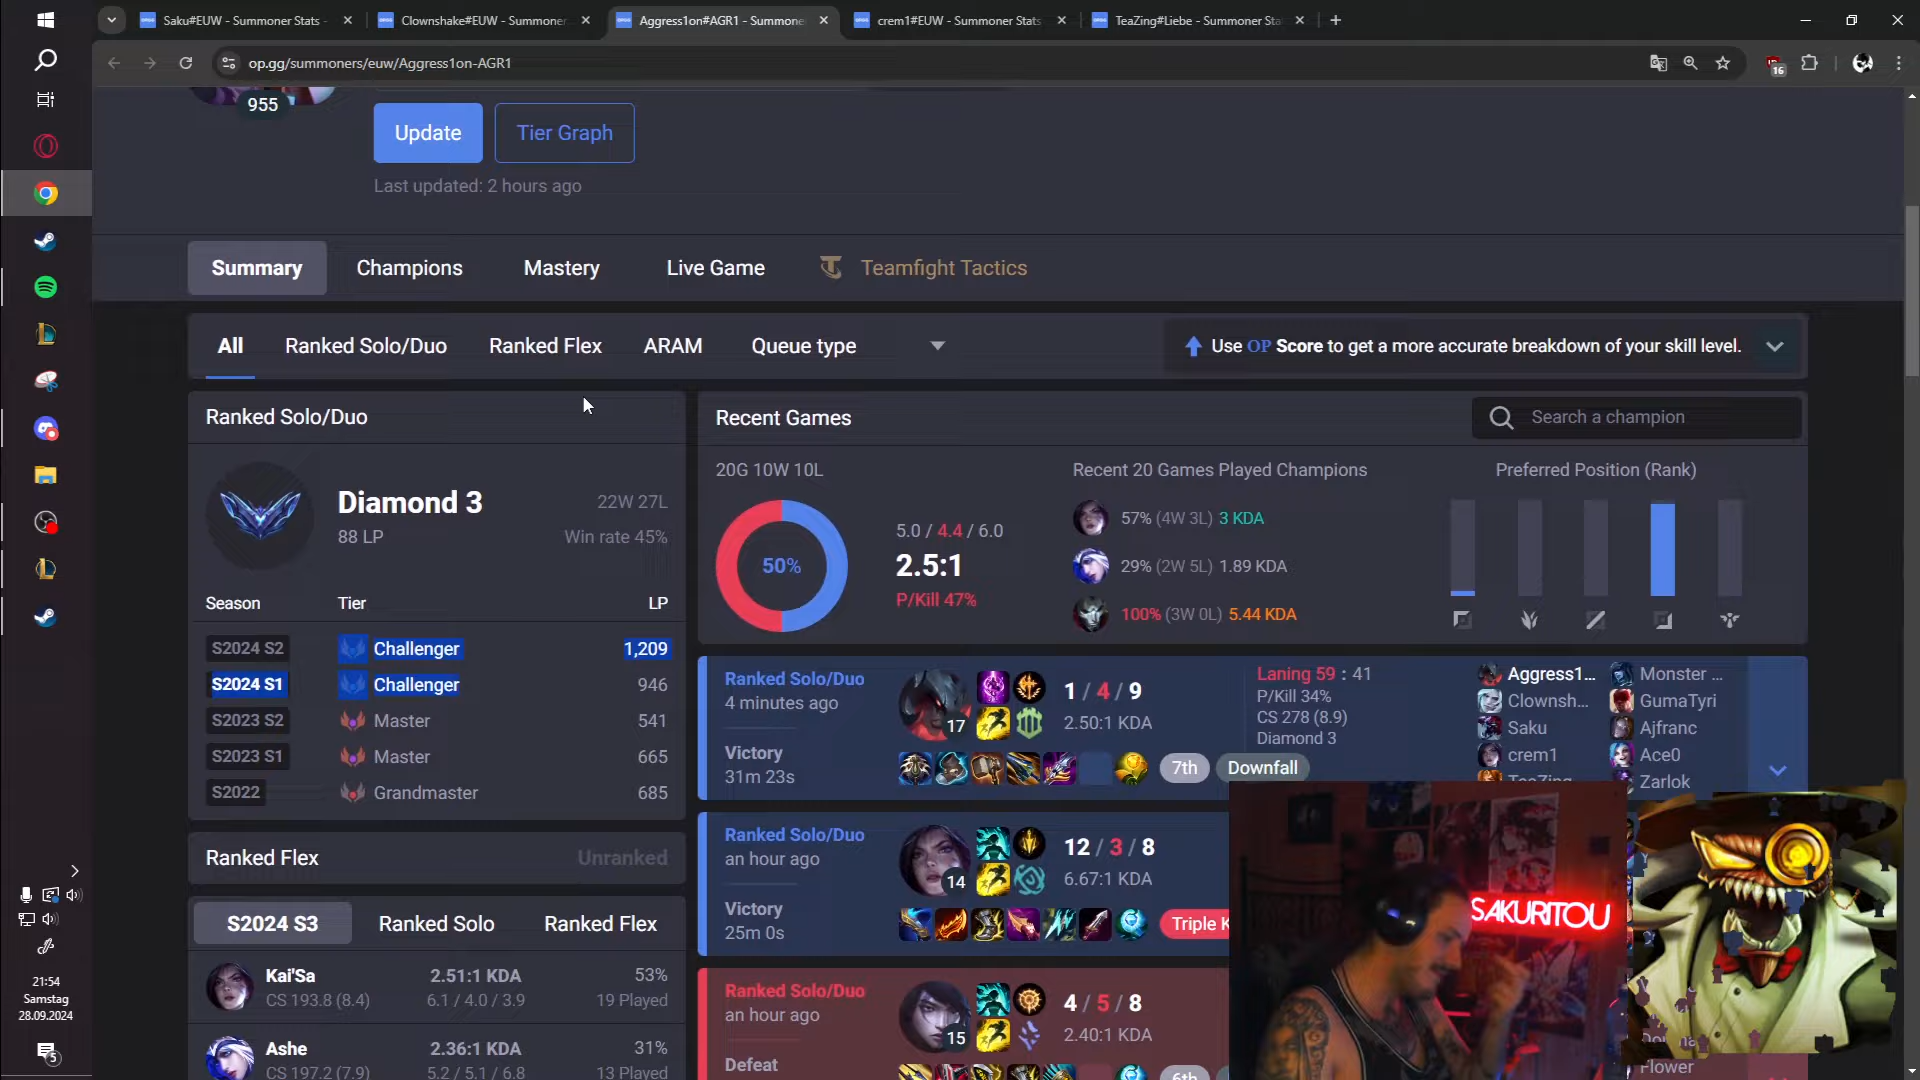 Saku#EUW - Summoner Stats -
Clownshake#EUW - Summoner
Aggress1on#AGR1 - Summone
crem1#EUW - Summoner Stats
TeaZing#Liebe - Summoner Sta
op.gg/summoners/euw/Aggress1on-AGR1
16
955
Update
Tier Graph
Last updated: 2 hours ago
Summary
Champions
Mastery
Live Game
Teamfight Tactics
All
Ranked Solo/Duo
Ranked Flex
ARAM
Queue type
Use OP Score to get a more accurate breakdown of your skill level.
Ranked Solo/Duo
Diamond 3
22W 27L
88 LP
Win rate 45%
Season Tier LP
S2024 S2 Challenger 1,209
S2024 S1 Challenger 946
S2023 S2 Master 541
S2023 S1 Master 665
S2022 Grandmaster 685
Ranked Flex Unranked
S2024 S3 Ranked Solo Ranked Flex
Kai'Sa 2.51:1 KDA 53%
CS 193.8 (8.4) 6.1 / 4.0 / 3.9 19 Played
Ashe 2.36:1 KDA 31%
CS 197.2 (7.9) 5.2 / 5.1 / 6.8 13 Played
Recent Games
Search a champion
20G 10W 10L
50%
5.0 / 4.4 / 6.0
2.5:1
P/Kill 47%
Recent 20 Games Played Champions
57% (4W 3L) 3 KDA
29% (2W 5L) 1.89 KDA
100% (3W 0L) 5.44 KDA
Preferred Position (Rank)
Ranked Solo/Duo
4 minutes ago
Victory
31m 23s
17
1 / 4 / 9
2.50:1 KDA
Laning 59 : 41
P/Kill 34%
CS 278 (8.9)
Diamond 3
7th
Downfall
Aggress1...
Clownsh...
Saku
crem1
TeaZing
Monster ...
GumaTyri
Ajfranc
Ace0
Zarlok
Ranked Solo/Duo
an hour ago
Victory
25m 0s
14
12 / 3 / 8
6.67:1 KDA
Triple K
Ranked Solo/Duo
an hour ago
Defeat
15
4 / 5 / 8
2.40:1 KDA
6th
SAKURITOU
Flower
21:54
Samstag
28.09.2024
5